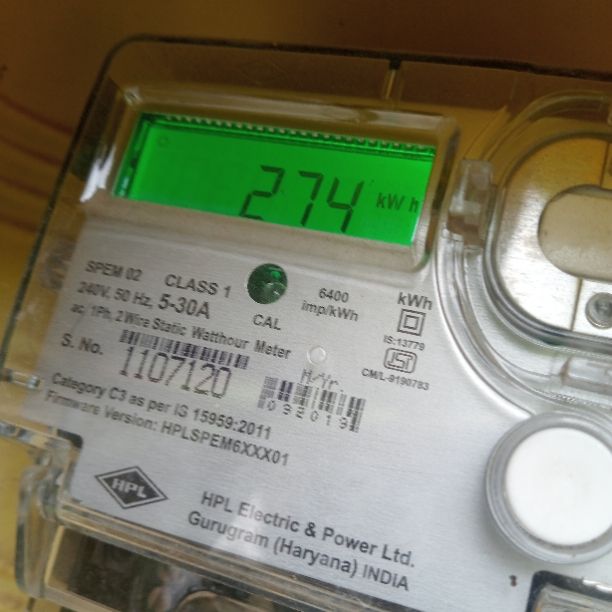 274 kWh
SPEM 02 CLASS 1 6400 kWh
240V, 50 Hz, 5-30A imp/kWh
CAL
ac, 1Ph, 2 Wire Static Watthour Meter IS:13779
S. No. 1107120 M/Yr. CM/L-9190783
032019
Category C3 as per IS 15959:2011
Firmware Version: HPLSPEM6XXX01
HPL
HPL Electric & Power Ltd.
Gurugram (Haryana) INDIA